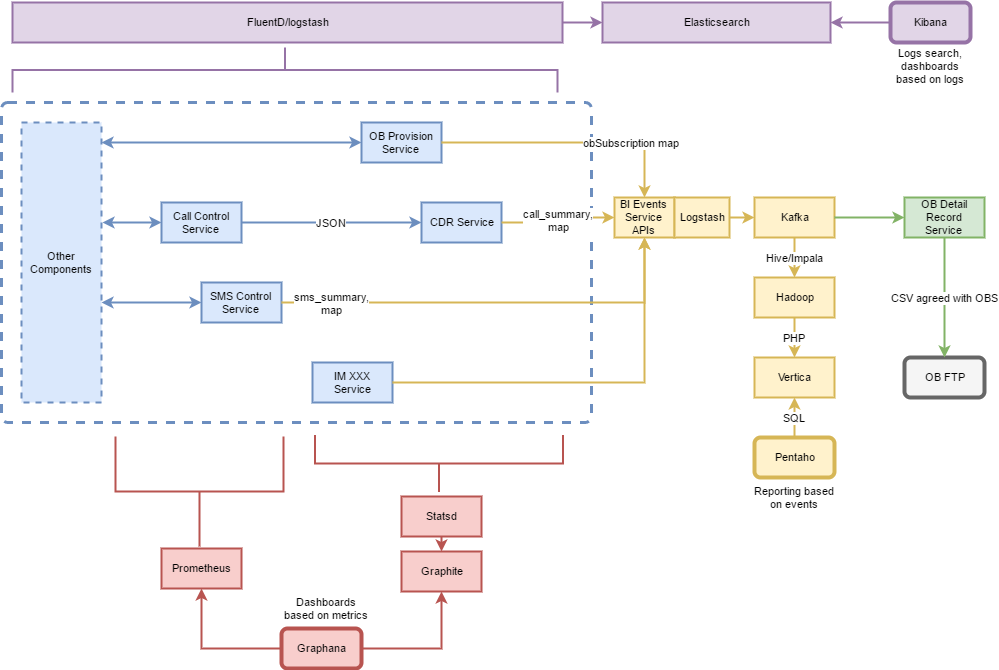 FluentD/logstash
Elasticsearch
Kibana
Logs search,
dashboards
based on logs
OB Provision
Service
obSubscription map
Other
Components
Call Control
Service
JSON
CDR Service
call_summary,
map
BI Events
Service
APIs
Logstash
Kafka
OB Detail
Record
Service
Hive/Impala
SMS Control
Service
sms_summary,
map
Hadoop
CSV agreed with OBS
PHP
IM XXX
Service
Vertica
OB FTP
SQL
Pentaho
Reporting based
on events
Statsd
Prometheus
Graphite
Dashboards
based on metrics
Graphana